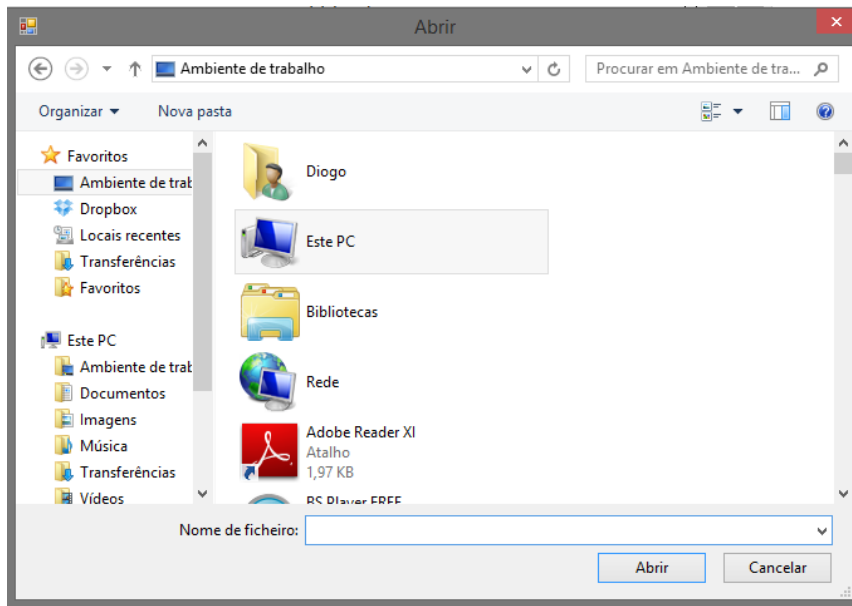 Abrir
Ambiente de trabalho
Procurar em Ambiente de tra...
Organizar
Nova pasta
Favoritos
Ambiente de trab
Dropbox
Locais recentes
Transferências
Favoritos
Este PC
Ambiente de trab
Documentos
Imagens
Música
Transferências
Vídeos
Diogo
Este PC
Bibliotecas
Rede
Adobe Reader XI
Atalho
1,97 KB
BS Player FREE
Nome de ficheiro:
Abrir
Cancelar